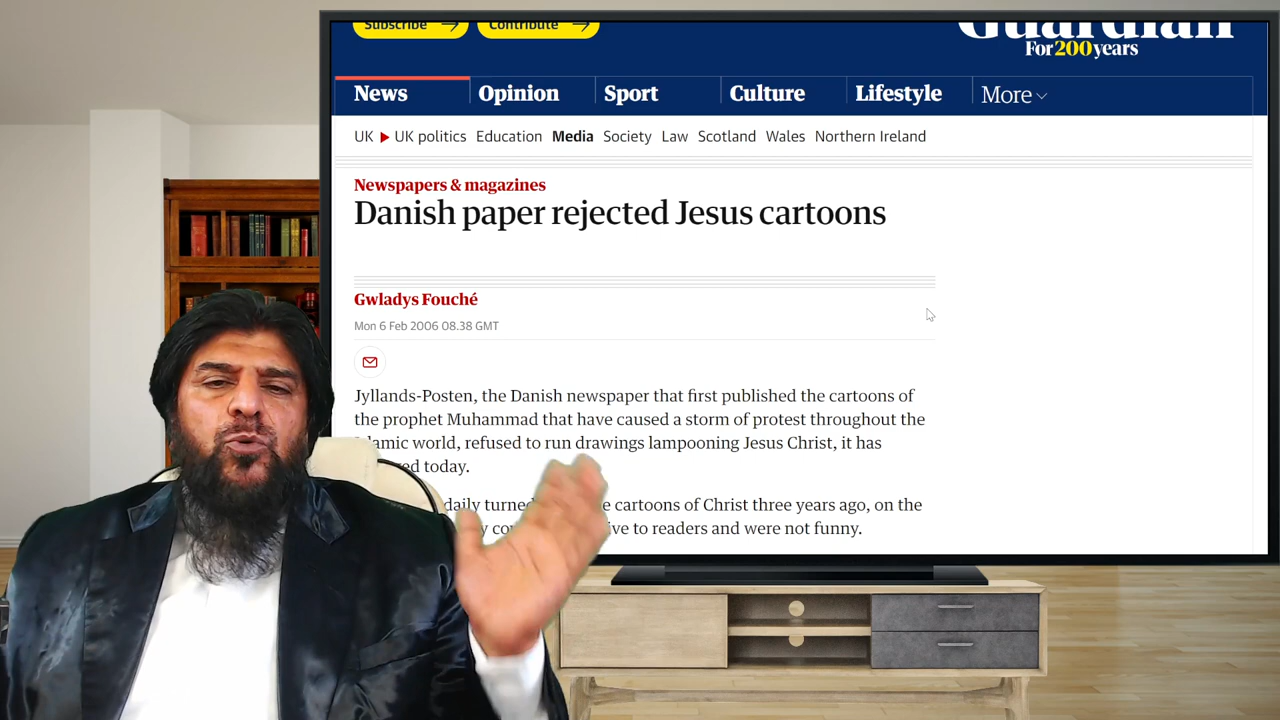 Subscribe
Contribute
Guardian
For 200 years
News
Opinion
Sport
Culture
Lifestyle
More
UK
UK politics
Education
Media
Society
Law
Scotland
Wales
Northern Ireland
Newspapers & magazines
Danish paper rejected Jesus cartoons
Gwladys Fouché
Mon 6 Feb 2006 08.38 GMT
Jyllands-Posten, the Danish newspaper that first published the cartoons of
the prophet Muhammad that have caused a storm of protest throughout the
Islamic world, refused to run drawings lampooning Jesus Christ, it has
today.
daily turned cartoons of Christ three years ago, on the
to readers and were not funny.